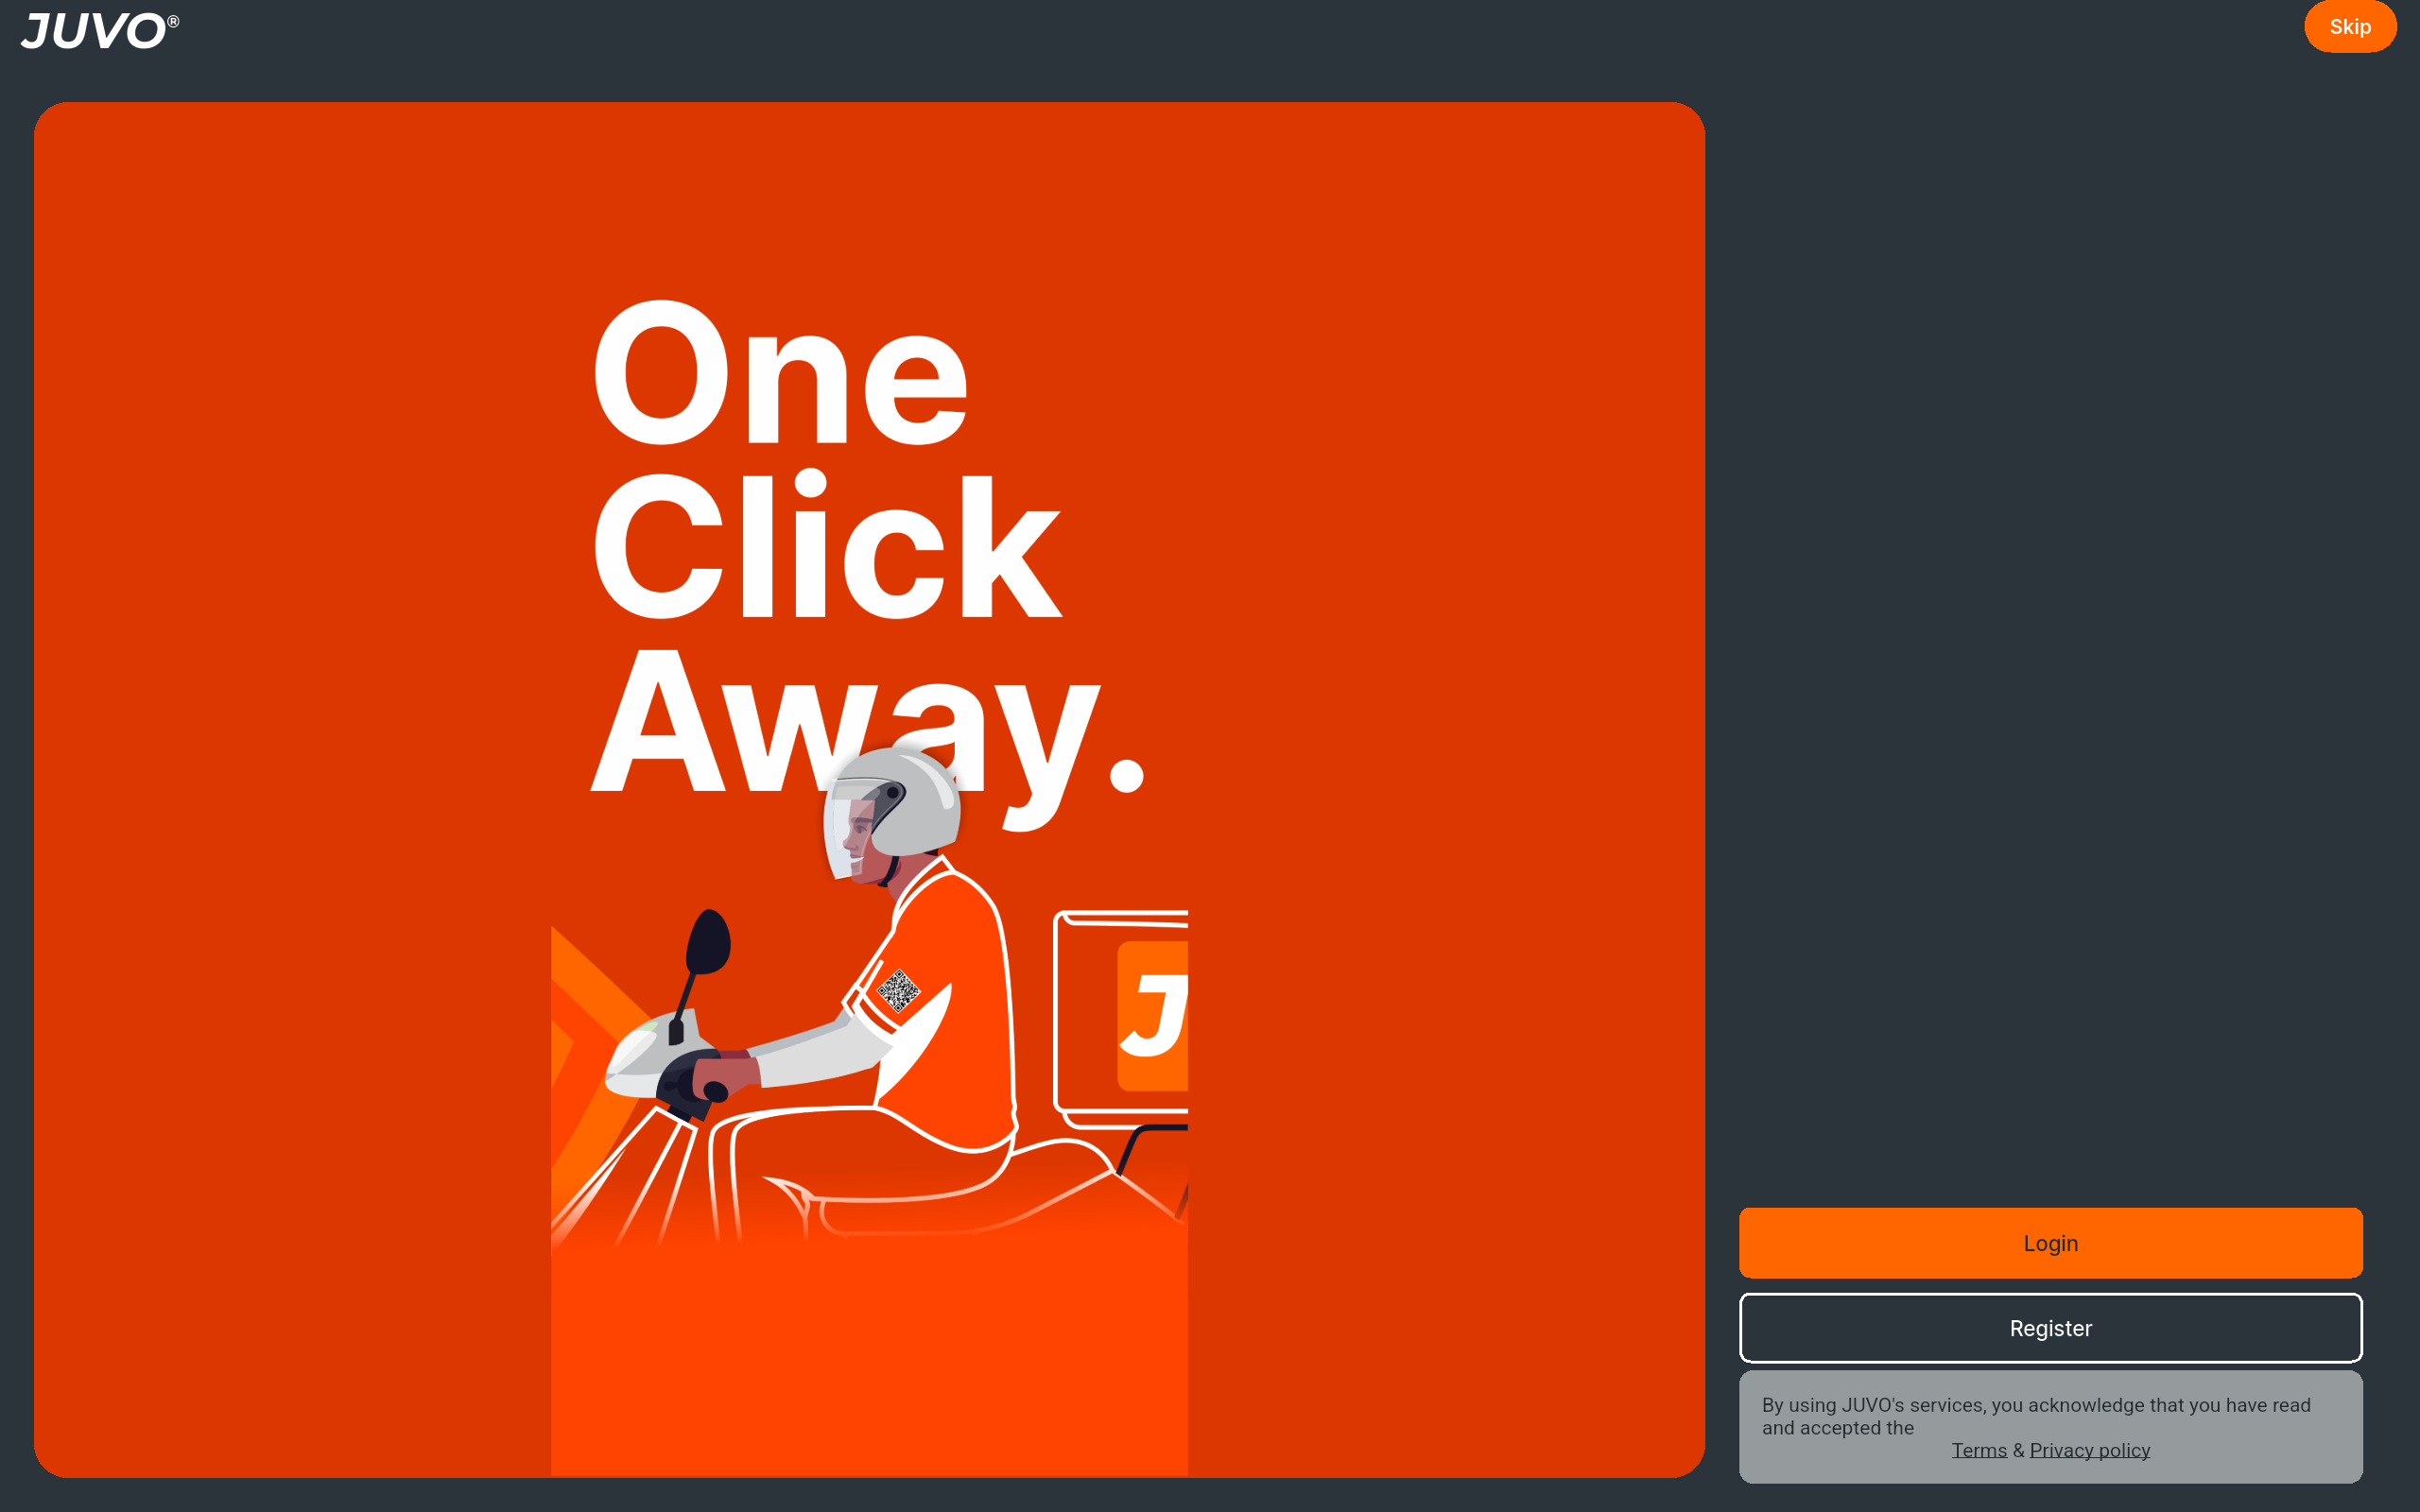 JUVO®
Skip
One
Click
Away.
J
Login
Register
By using JUVO's services, you acknowledge that you have read
and accepted the
Terms & Privacy policy